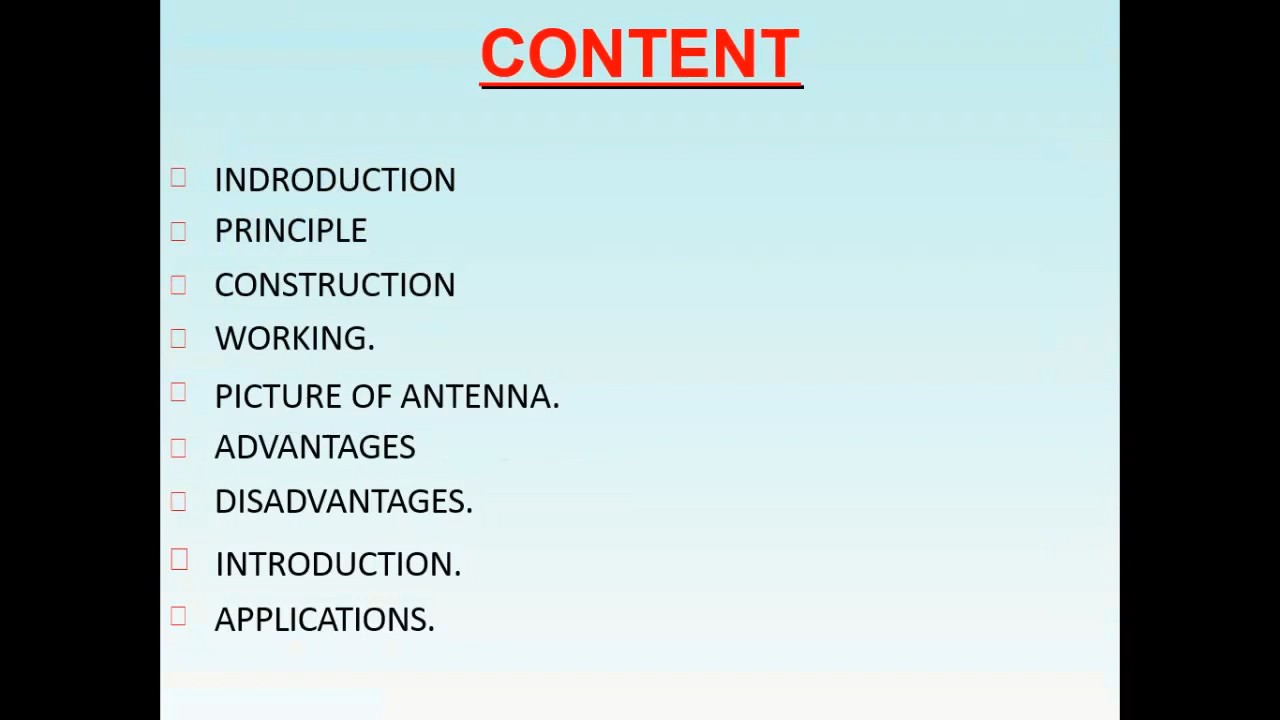 CONTENT
INDRODUCTION
PRINCIPLE
CONSTRUCTION
WORKING.
PICTURE OF ANTENNA.
ADVANTAGES
DISADVANTAGES.
INTRODUCTION.
APPLICATIONS.